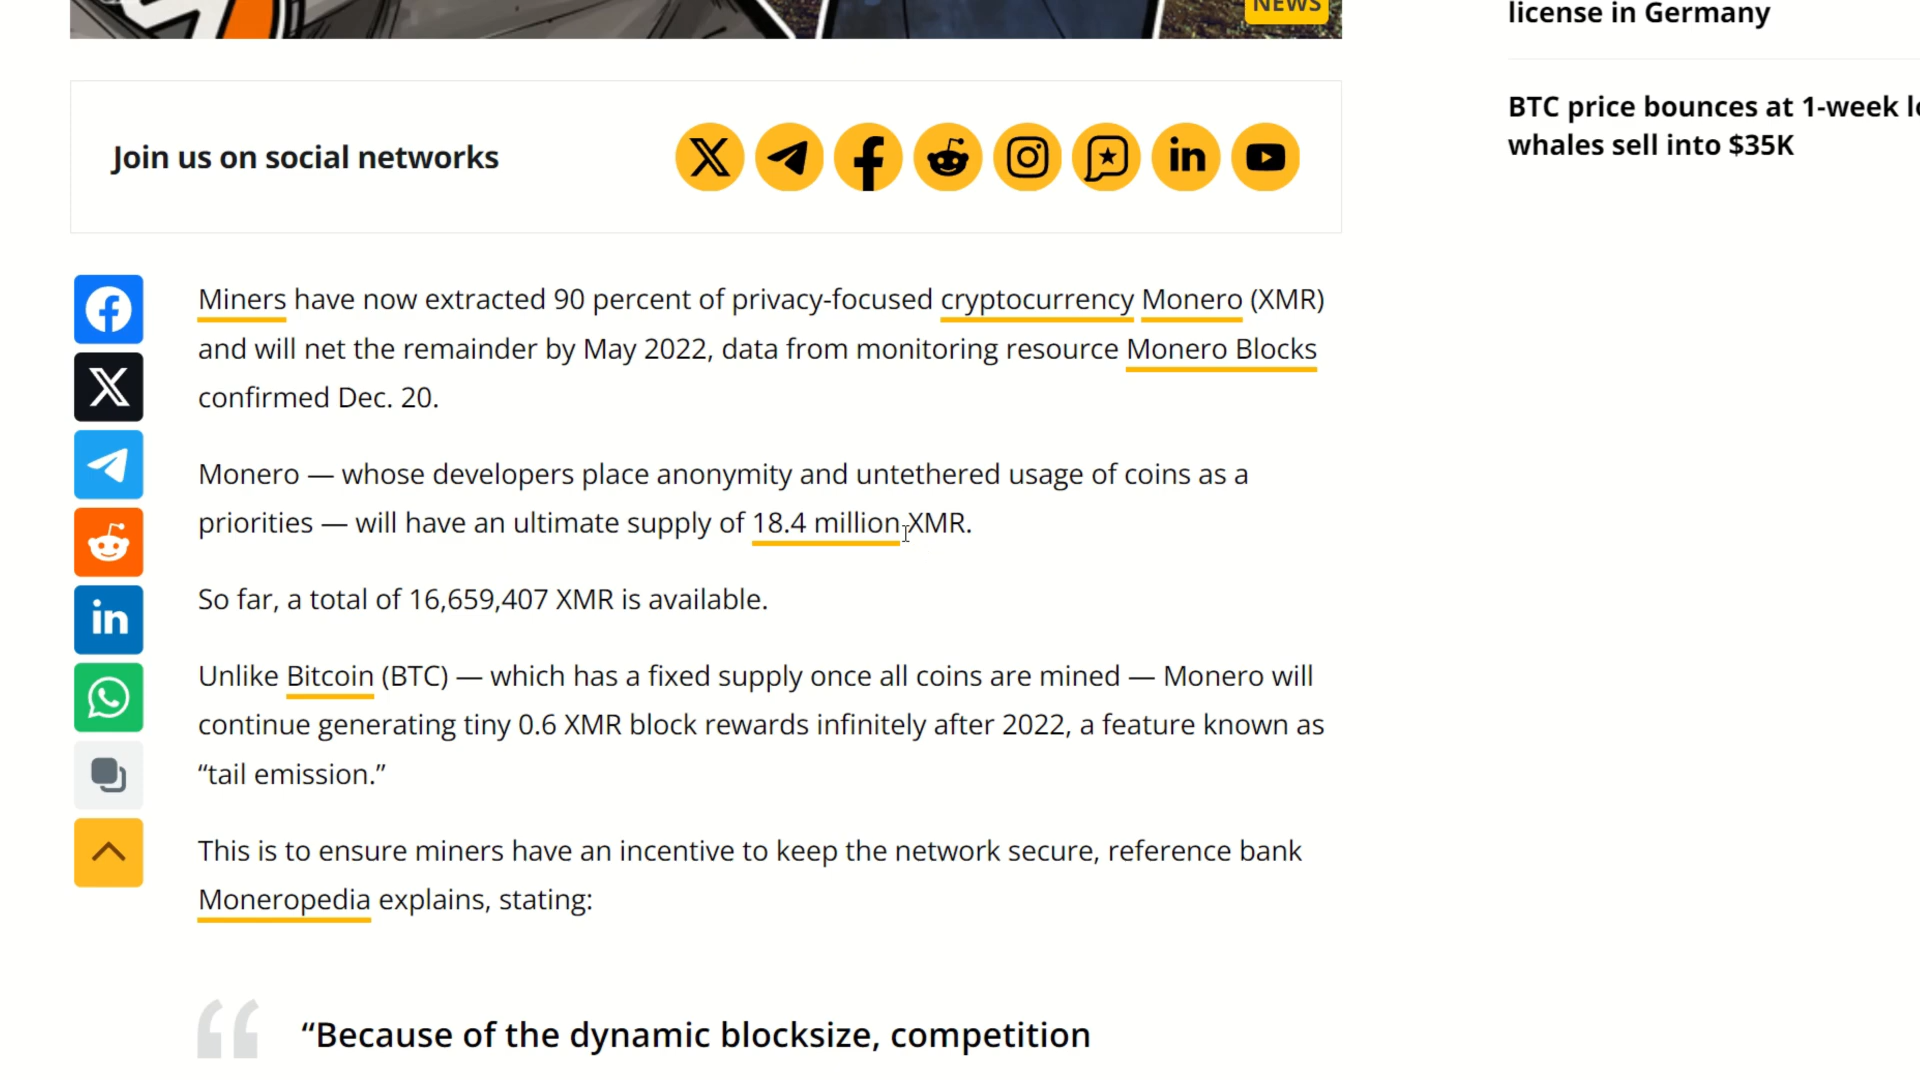 NEWS
license in Germany
BTC price bounces at 1-week
whales sell into $35K
Join us on social networks
Miners have now extracted 90 percent of privacy-focused cryptocurrency Monero (XMR)
and will net the remainder by May 2022, data from monitoring resource Monero Blocks
confirmed Dec. 20.
Monero — whose developers place anonymity and untethered usage of coins as a
priorities — will have an ultimate supply of 18.4 million XMR.
So far, a total of 16,659,407 XMR is available.
Unlike Bitcoin (BTC) — which has a fixed supply once all coins are mined — Monero will
continue generating tiny 0.6 XMR block rewards infinitely after 2022, a feature known as
“tail emission.”
This is to ensure miners have an incentive to keep the network secure, reference bank
Moneropedia explains, stating:
“Because of the dynamic blocksize, competition